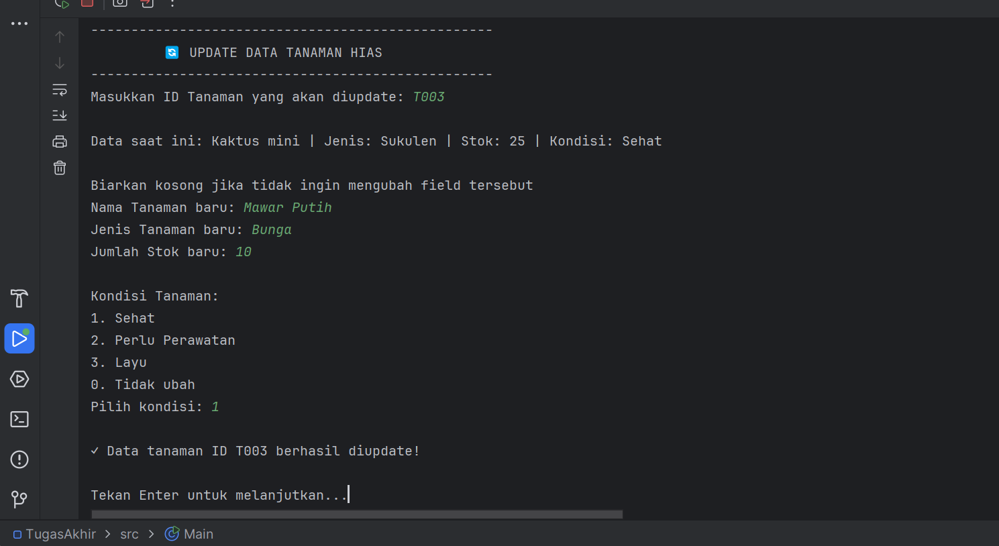 --------------------------------------------------
UPDATE DATA TANAMAN HIAS
--------------------------------------------------
Masukkan ID Tanaman yang akan diupdate: T003
Data saat ini: Kaktus mini | Jenis: Sukulen | Stok: 25 | Kondisi: Sehat
Biarkan kosong jika tidak ingin mengubah field tersebut
Nama Tanaman baru: Mawar Putih
Jenis Tanaman baru: Bunga
Jumlah Stok baru: 10
Kondisi Tanaman:
1. Sehat
2. Perlu Perawatan
3. Layu
0. Tidak ubah
Pilih kondisi: 1
✓ Data tanaman ID T003 berhasil diupdate!
Tekan Enter untuk melanjutkan...
TugasAkhir > src > Main